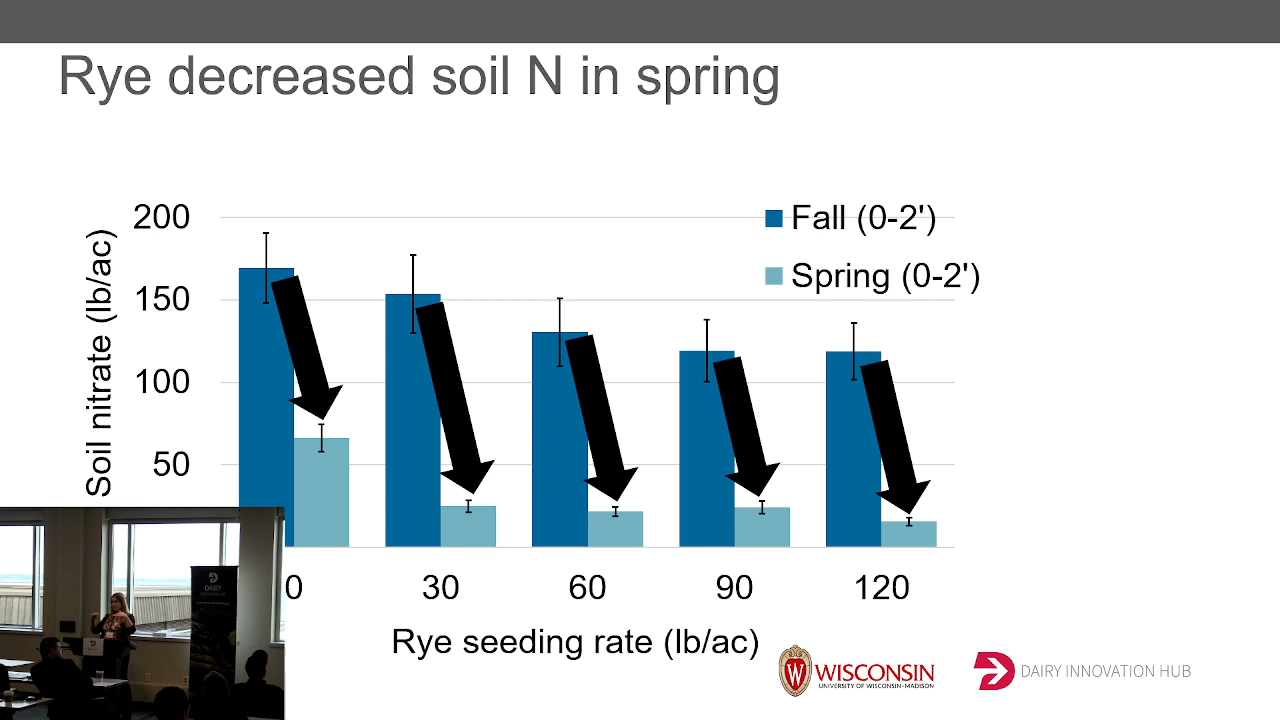 Rye decreased soil N in spring
200
150
100
50
Soil nitrate (lb/ac)
Fall (0-2')
Spring (0-2')
0
30
60
90
120
Rye seeding rate (lb/ac)
WISCONSIN
UNIVERSITY OF WISCONSIN-MADISON
DAIRY INNOVATION HUB
DAIRY